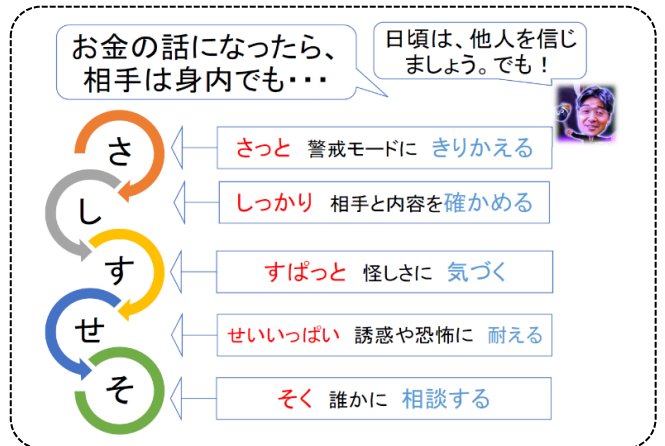 お金の話になったら、
相手は身内でも・・・
日頃は、他人を信じ
ましょう。でも！
さ
さっと 警戒モードに きりかえる
し
しっかり 相手と内容を確かめる
す
すぱっと 怪しさに 気づく
せ
せいいっぱい 誘惑や恐怖に 耐える
そ
そく 誰かに 相談する